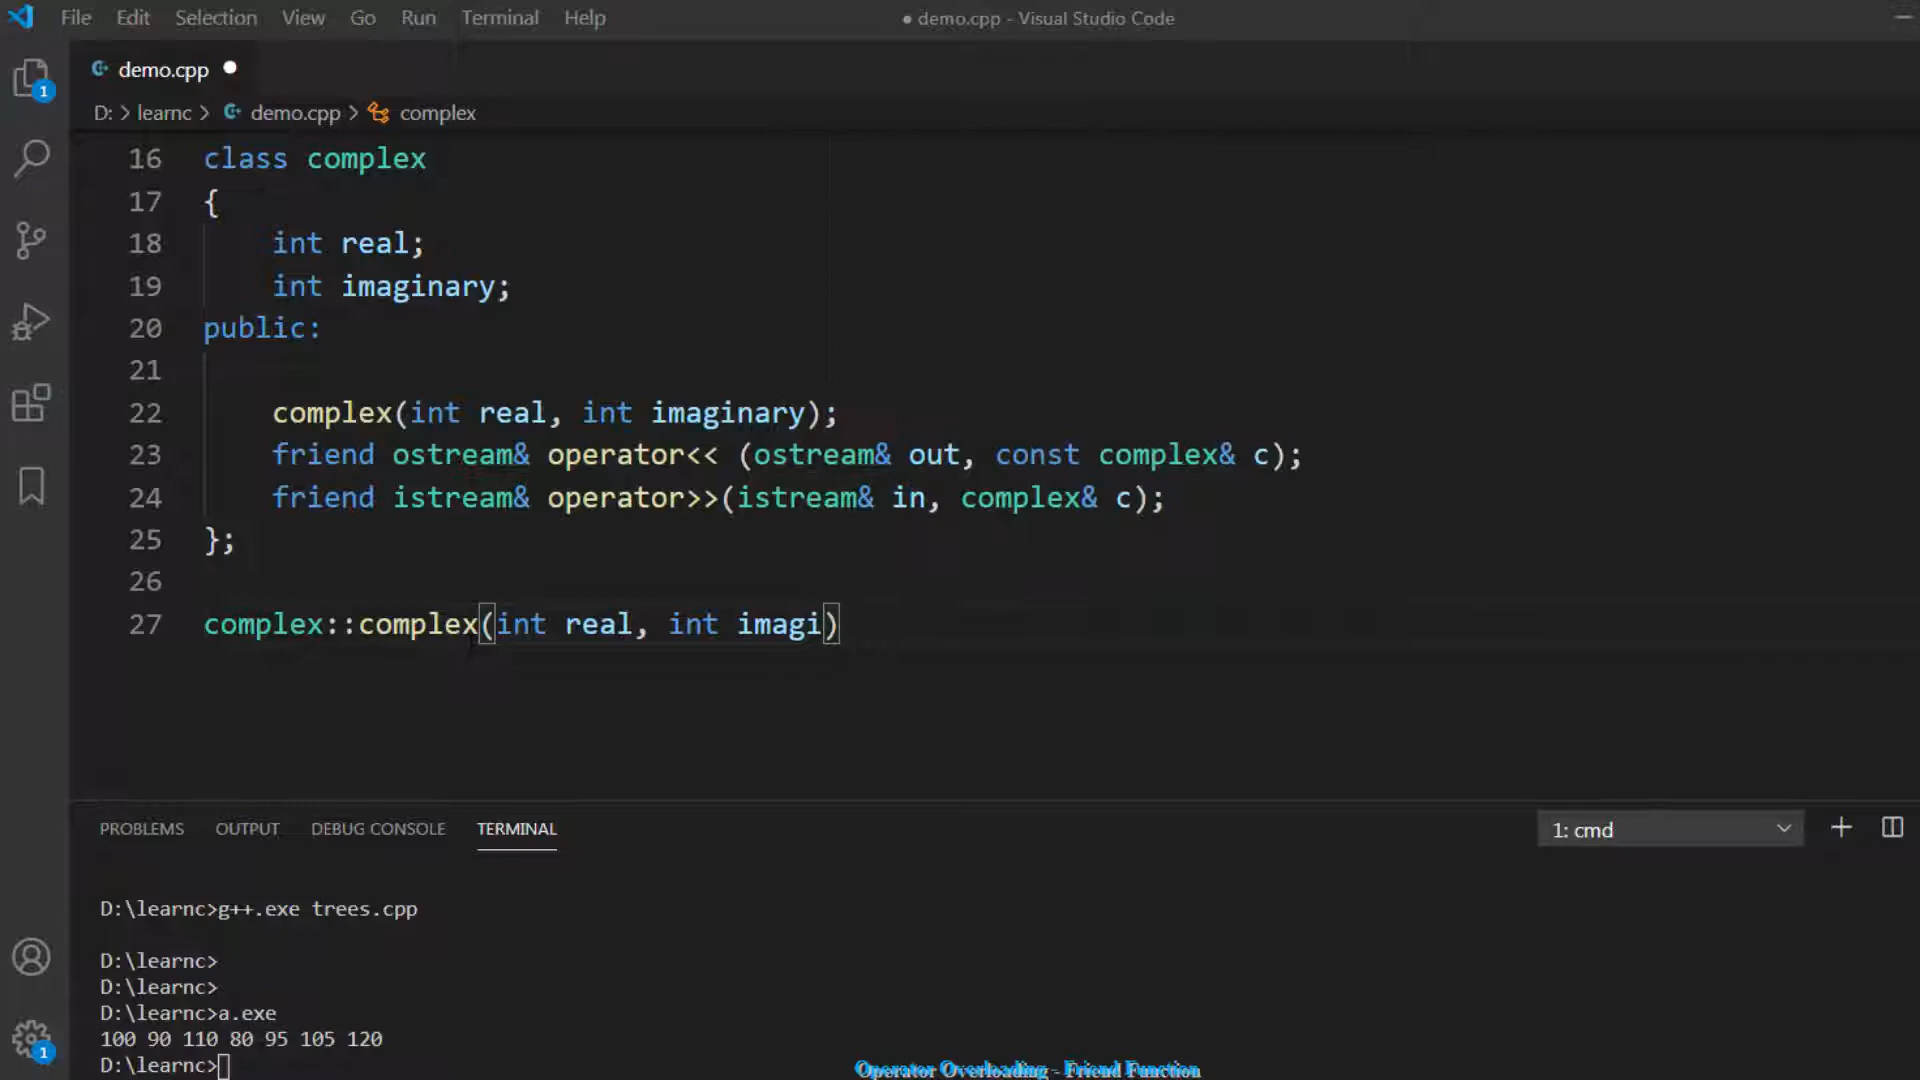 File Edit Selection View Go Run Terminal Help ● demo.cpp - Visual Studio Code
demo.cpp ●
D: > learnc > demo.cpp > complex
1
16 class complex
17 {
18 int real;
19 int imaginary;
20 public:
21
22 complex(int real, int imaginary);
23 friend ostream& operator<< (ostream& out, const complex& c);
24 friend istream& operator>>(istream& in, complex& c);
25 };
26
27 complex::complex(int real, int imagi)
PROBLEMS OUTPUT DEBUG CONSOLE TERMINAL 1: cmd
D:\learnc>g++.exe trees.cpp
D:\learnc>
D:\learnc>
D:\learnc>a.exe
100 90 110 80 95 105 120
D:\learnc>
1
Operator Overloading - Friend Function